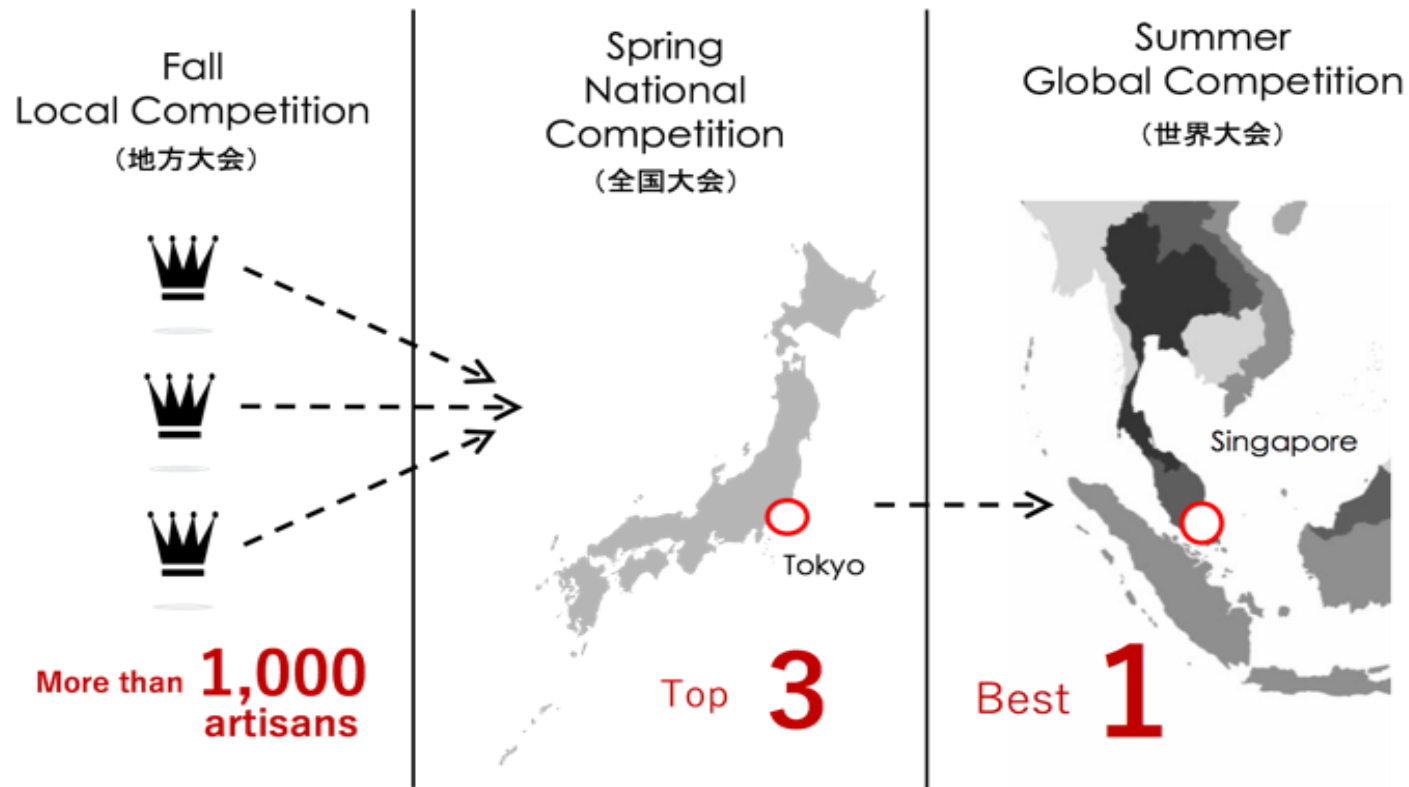 Fall
Local Competition
（地方大会）
More than 1,000
artisans
Spring
National
Competition
（全国大会）
Tokyo
Top 3
Summer
Global Competition
（世界大会）
Singapore
Best 1